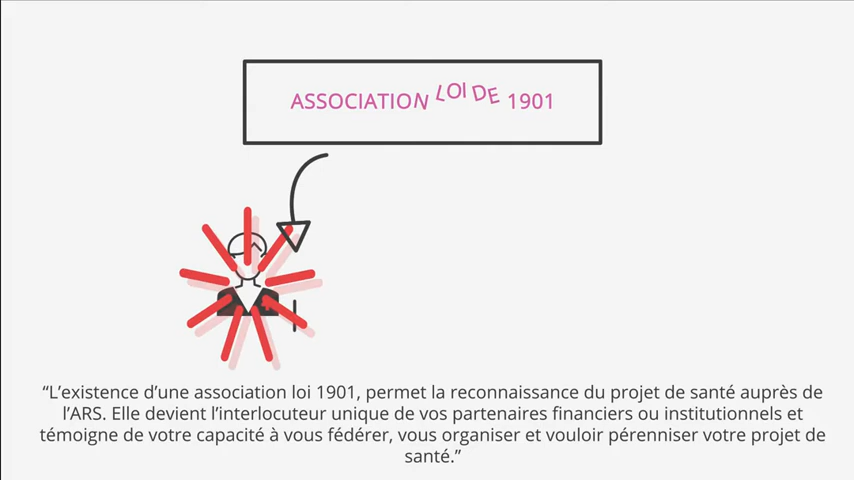 ASSOCIATION LOI DE 1901
“L’existence d’une association loi 1901, permet la reconnaissance du projet de santé auprès de
l’ARS. Elle devient l’interlocuteur unique de vos partenaires financiers ou institutionnels et
témoigne de votre capacité à vous fédérer, vous organiser et vouloir pérenniser votre projet de
santé.”